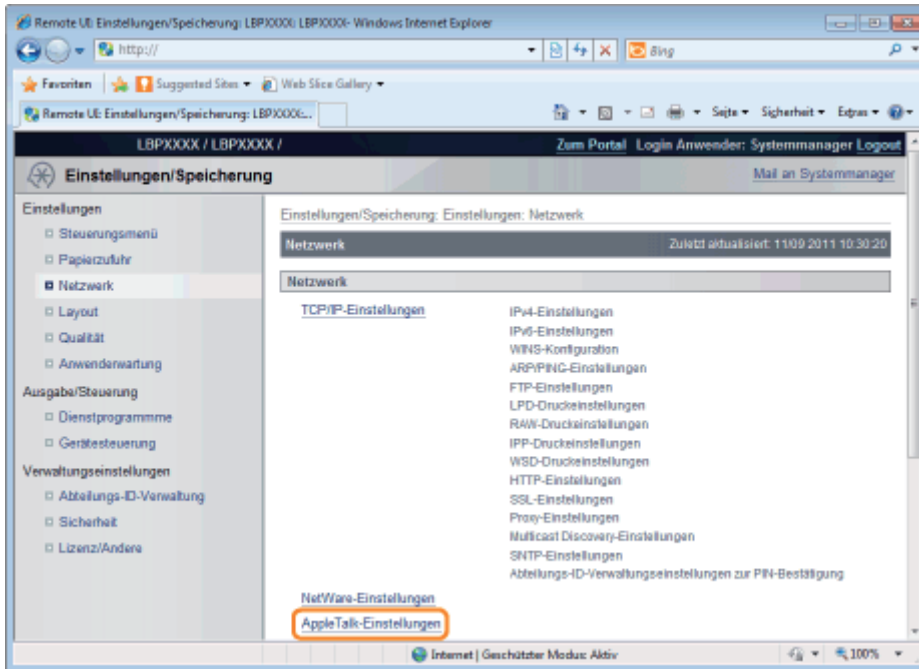 Remote UI: Einstellungen/Speicherung: LBPXXXX: LBPXXXX- Windows Internet Explorer
http://
Bing
Favoriten Suggested Sites Web Slice Gallery
Remote UI: Einstellungen/Speicherung: LBPXXXX:... Seite Sicherheit Extras
LBPXXXX / LBPXXXX / Zum Portal Login Anwender: Systemmanager Logout
Einstellungen/Speicherung Mail an Systemmanager
Einstellungen
Steuerungsmenü
Papierzufuhr
Netzwerk
Layout
Qualität
Anwenderwartung
Ausgabe/Steuerung
Dienstprogrammme
Gerätesteuerung
Verwaltungseinstellungen
Abteilungs-ID-Verwaltung
Sicherheit
Lizenz/Andere
Einstellungen/Speicherung: Einstellungen: Netzwerk
Netzwerk Zuletzt aktualisiert: 11/09 2011 10:30:20
Netzwerk
TCP/IP-Einstellungen
IPv4-Einstellungen
IPv6-Einstellungen
WINS-Konfiguration
ARP/PING-Einstellungen
FTP-Einstellungen
LPD-Druckeinstellungen
RAW-Druckeinstellungen
IPP-Druckeinstellungen
WSD-Druckeinstellungen
HTTP-Einstellungen
SSL-Einstellungen
Proxy-Einstellungen
Multicast Discovery-Einstellungen
SNTP-Einstellungen
Abteilungs-ID-Verwaltungseinstellungen zur PIN-Bestätigung
NetWare-Einstellungen
AppleTalk-Einstellungen
Internet | Geschützter Modus: Aktiv 100%